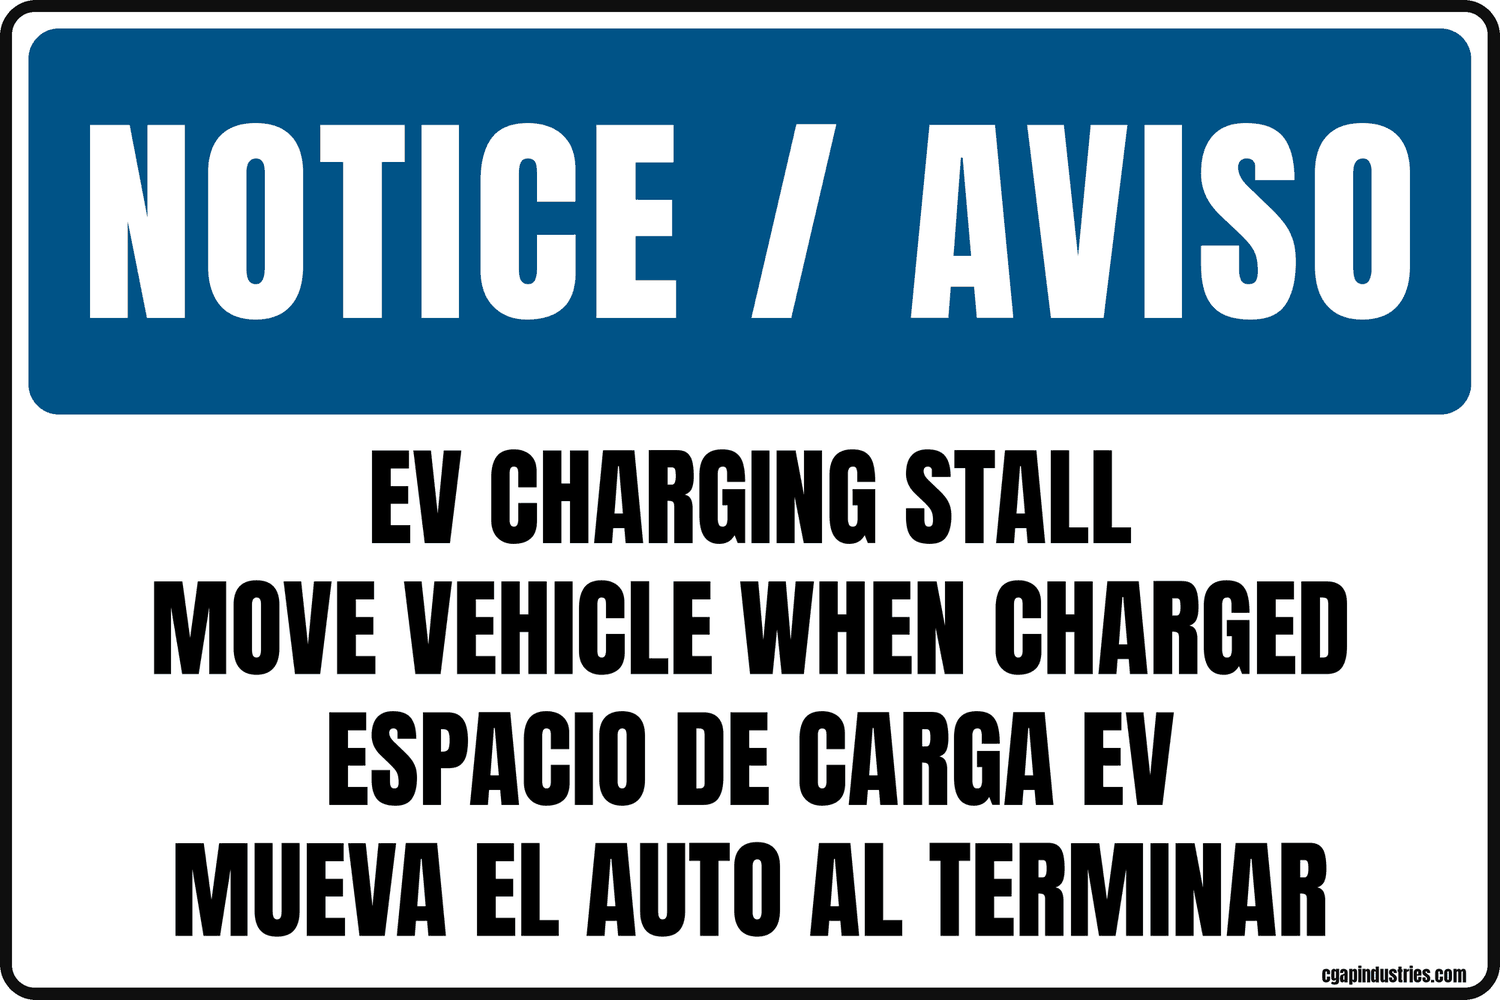 NOTICE / AVISO
EV CHARGING STALL
MOVE VEHICLE WHEN CHARGED
ESPACIO DE CARGA EV
MUEVA EL AUTO AL TERMINAR
cgapindustries.com